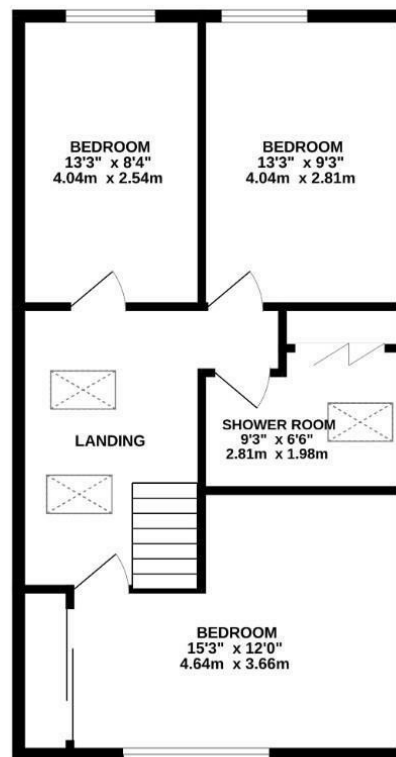 BEDROOM
13'3" x 8'4"
4.04m x 2.54m
BEDROOM
13'3" x 9'3"
4.04m x 2.81m
LANDING
SHOWER ROOM
9'3" x 6'6"
2.81m x 1.98m
BEDROOM
15'3" x 12'0"
4.64m x 3.66m